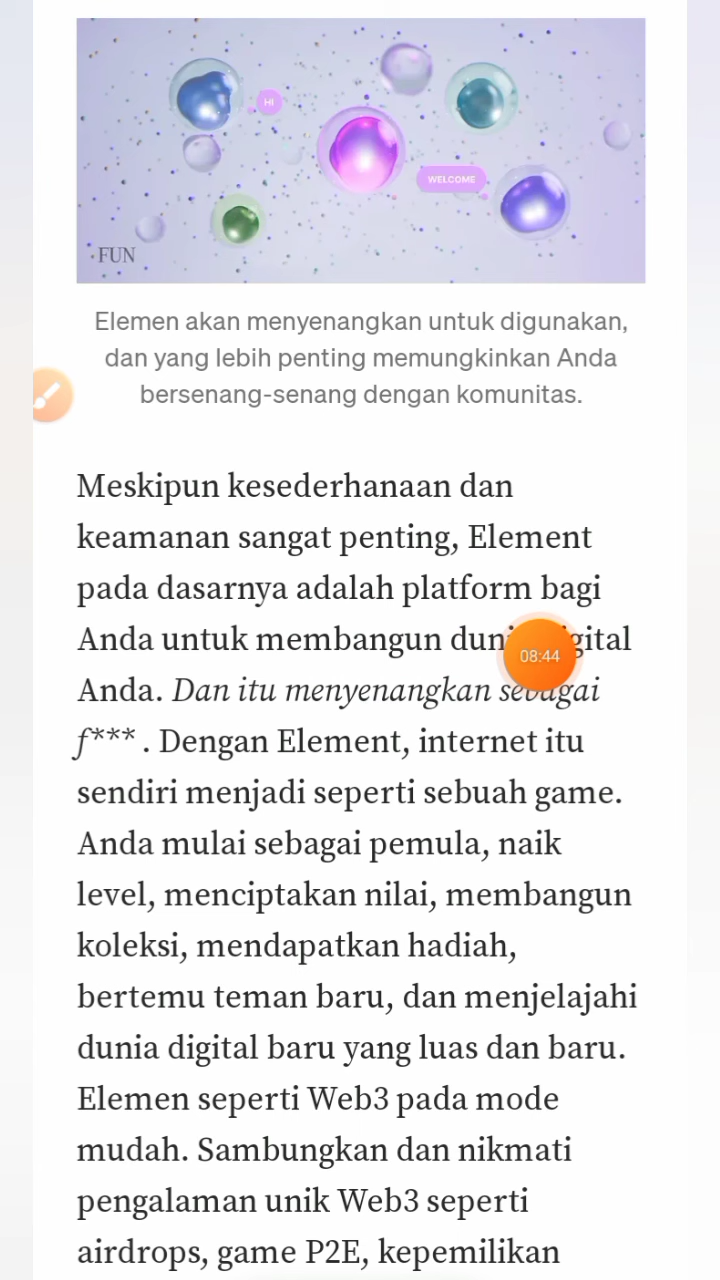 HI
WELCOME
FUN
Elemen akan menyenangkan untuk digunakan,
dan yang lebih penting memungkinkan Anda
bersenang-senang dengan komunitas.
Meskipun kesederhanaan dan
keamanan sangat penting, Element
pada dasarnya adalah platform bagi
Anda untuk membangun dunia digital
08:44
Anda. Dan itu menyenangkan sebagai
f*** . Dengan Element, internet itu
sendiri menjadi seperti sebuah game.
Anda mulai sebagai pemula, naik
level, menciptakan nilai, membangun
koleksi, mendapatkan hadiah,
bertemu teman baru, dan menjelajahi
dunia digital baru yang luas dan baru.
Elemen seperti Web3 pada mode
mudah. Sambungkan dan nikmati
pengalaman unik Web3 seperti
airdrops, game P2E, kepemilikan